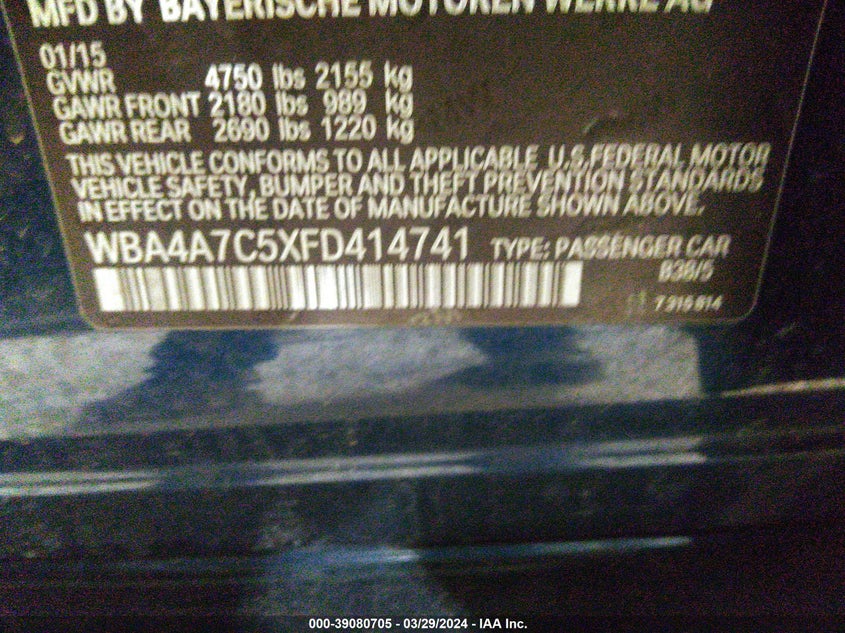 MFD BY BAYERISCHE MOTOREN WERKE AG
01/15
GVWR 4750 lbs 2155 kg
GAWR FRONT 2180 lbs 989 kg
GAWR REAR 2690 lbs 1220 kg
THIS VEHICLE CONFORMS TO ALL APPLICABLE U.S.FEDERAL MOTOR
VEHICLE SAFETY, BUMPER AND THEFT PREVENTION STANDARDS
IN EFFECT ON THE DATE OF MANUFACTURE SHOWN ABOVE.
WBA4A7C5XFD414741 TYPE: PASSENGER CAR
B38/5
7315814
000-39080705 - 03/29/2024 - IAA Inc.